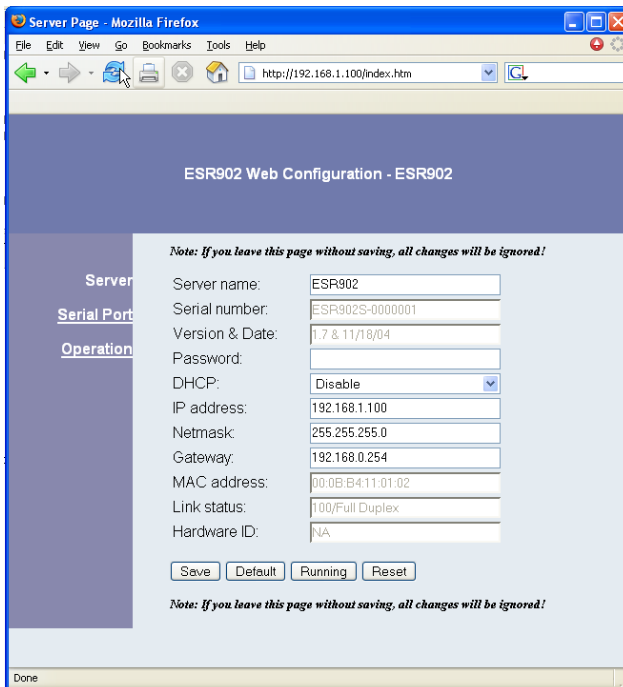 Server Page - Mozilla Firefox
File Edit View Go Bookmarks Tools Help
http://192.168.1.100/index.htm
G
ESR902 Web Configuration - ESR902
Note: If you leave this page without saving, all changes will be ignored!
Server
Serial Port
Operation
Server name: ESR902
Serial number: ESR902S-0000001
Version & Date: 1.7 & 11/18/04
Password:
DHCP: Disable
IP address: 192.168.1.100
Netmask: 255.255.255.0
Gateway: 192.168.0.254
MAC address: 00:0B:B4:11:01:02
Link status: 100/Full Duplex
Hardware ID: NA
Save Default Running Reset
Note: If you leave this page without saving, all changes will be ignored!
Done